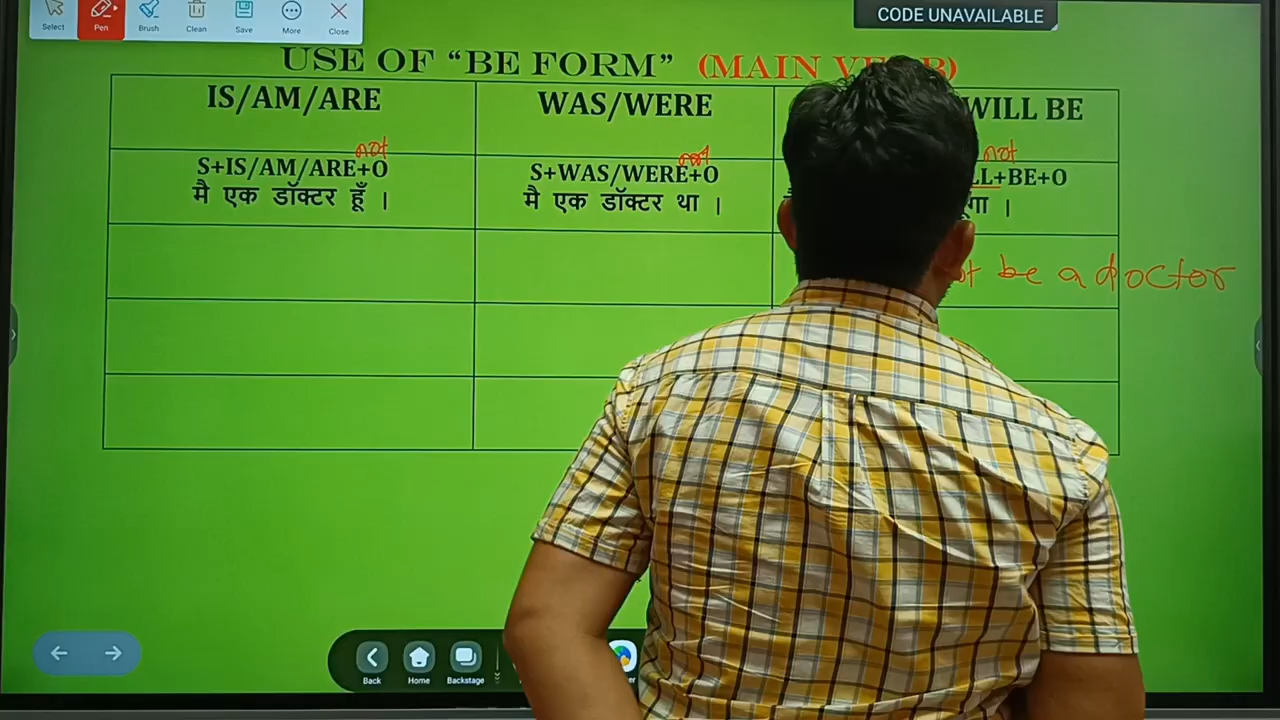 Select Pen Brush Clean Save More Close
CODE UNAVAILABLE
USE OF “BE FORM” (MAIN VERB)
IS/AM/ARE WAS/WERE WILL BE
not not not
S+IS/AM/ARE+O S+WAS/WERE+O LL+BE+O
मै एक डॉक्टर हूँ । मै एक डॉक्टर था । गा ।
be a doctor
Back Home Backstage